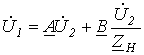 U̇₁ = A̲U̇₂ + B̲ U̇₂/Z̲_H